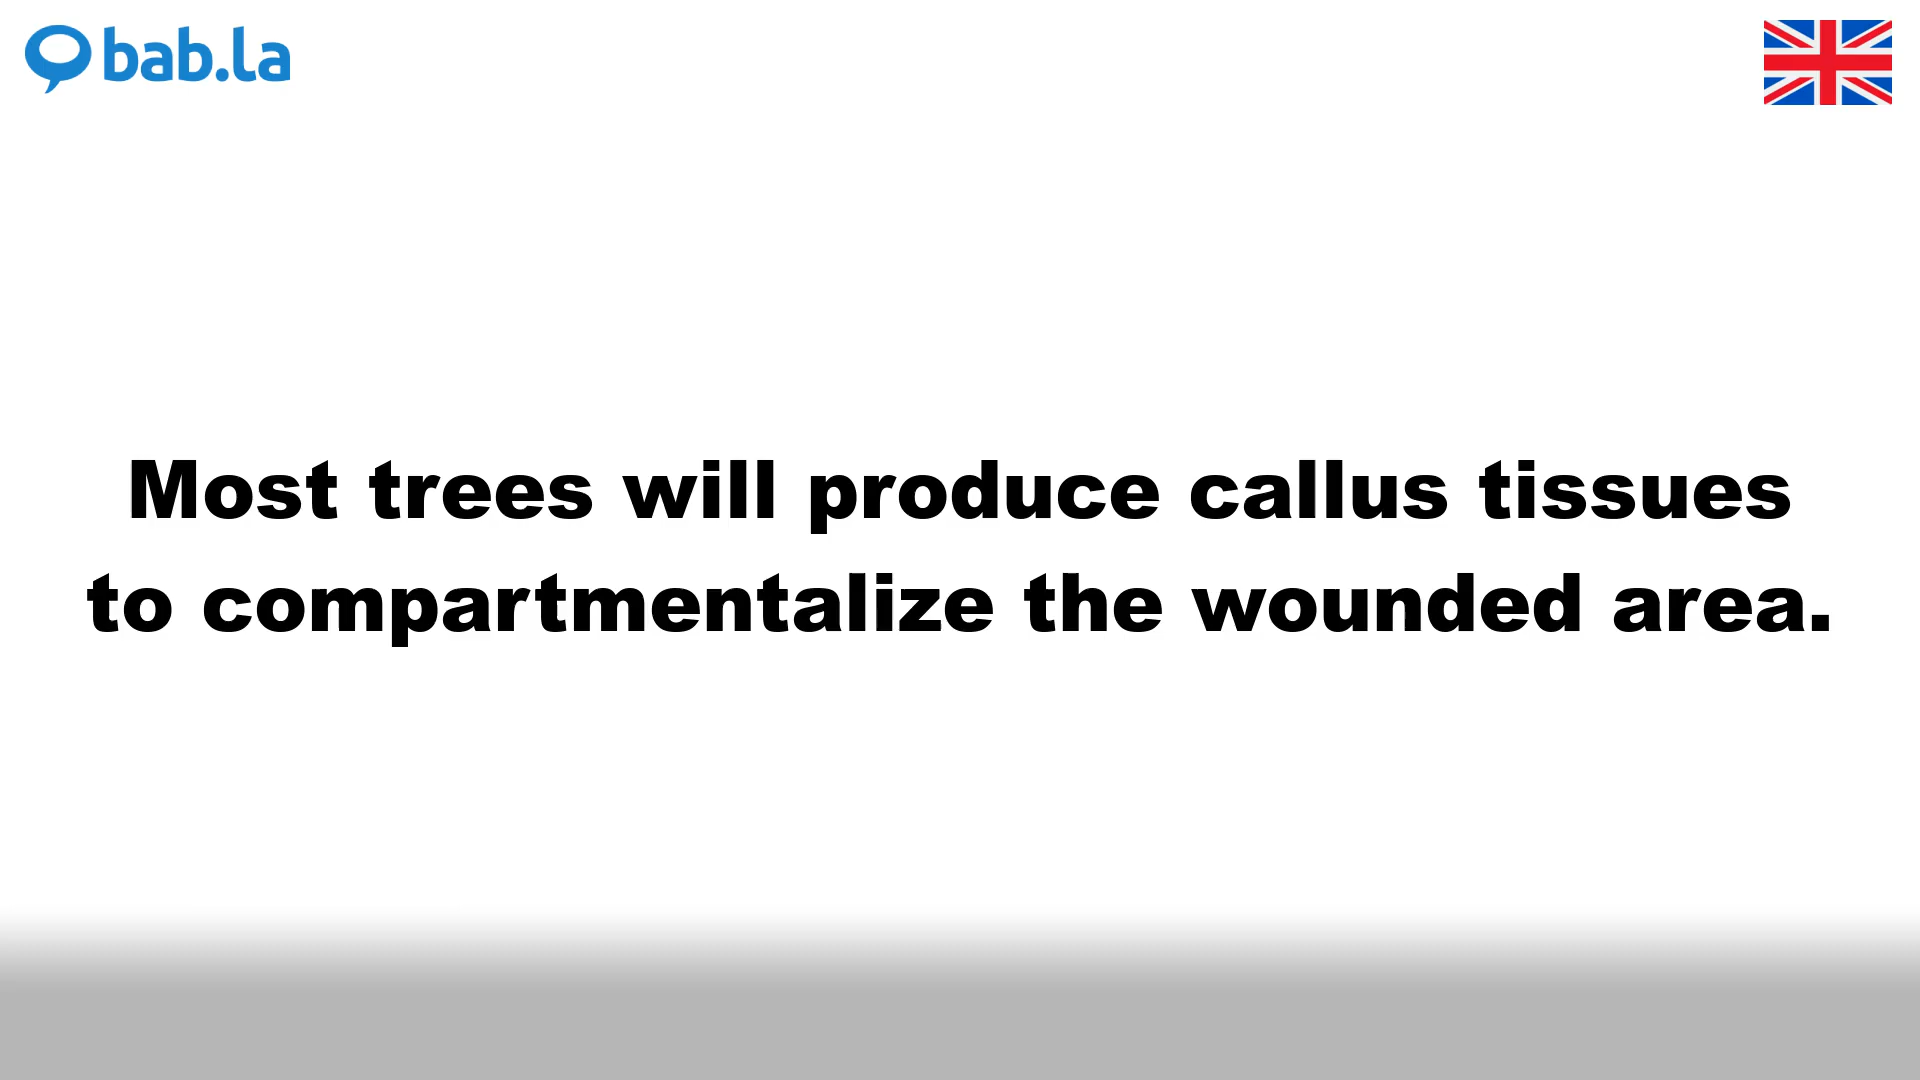 bab.la
Most trees will produce callus tissues
to compartmentalize the wounded area.